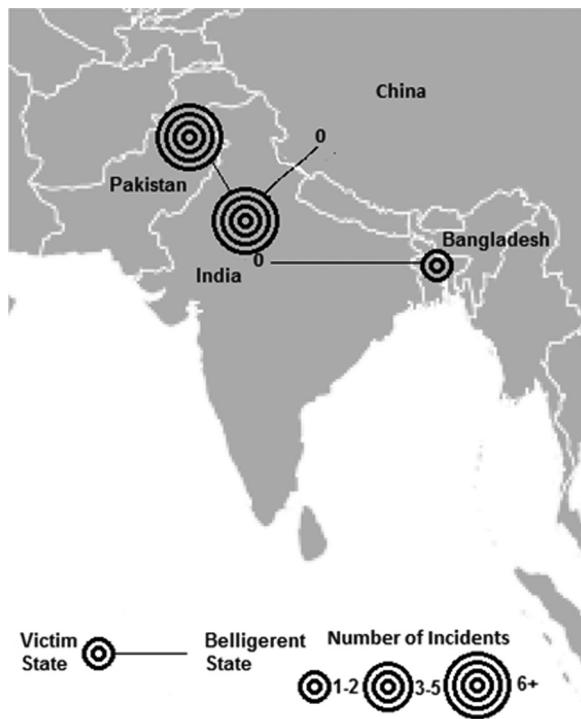 China
0
Pakistan
Bangladesh
0
India
Victim State
Belligerent State
Number of Incidents
1-2
3-5
6+